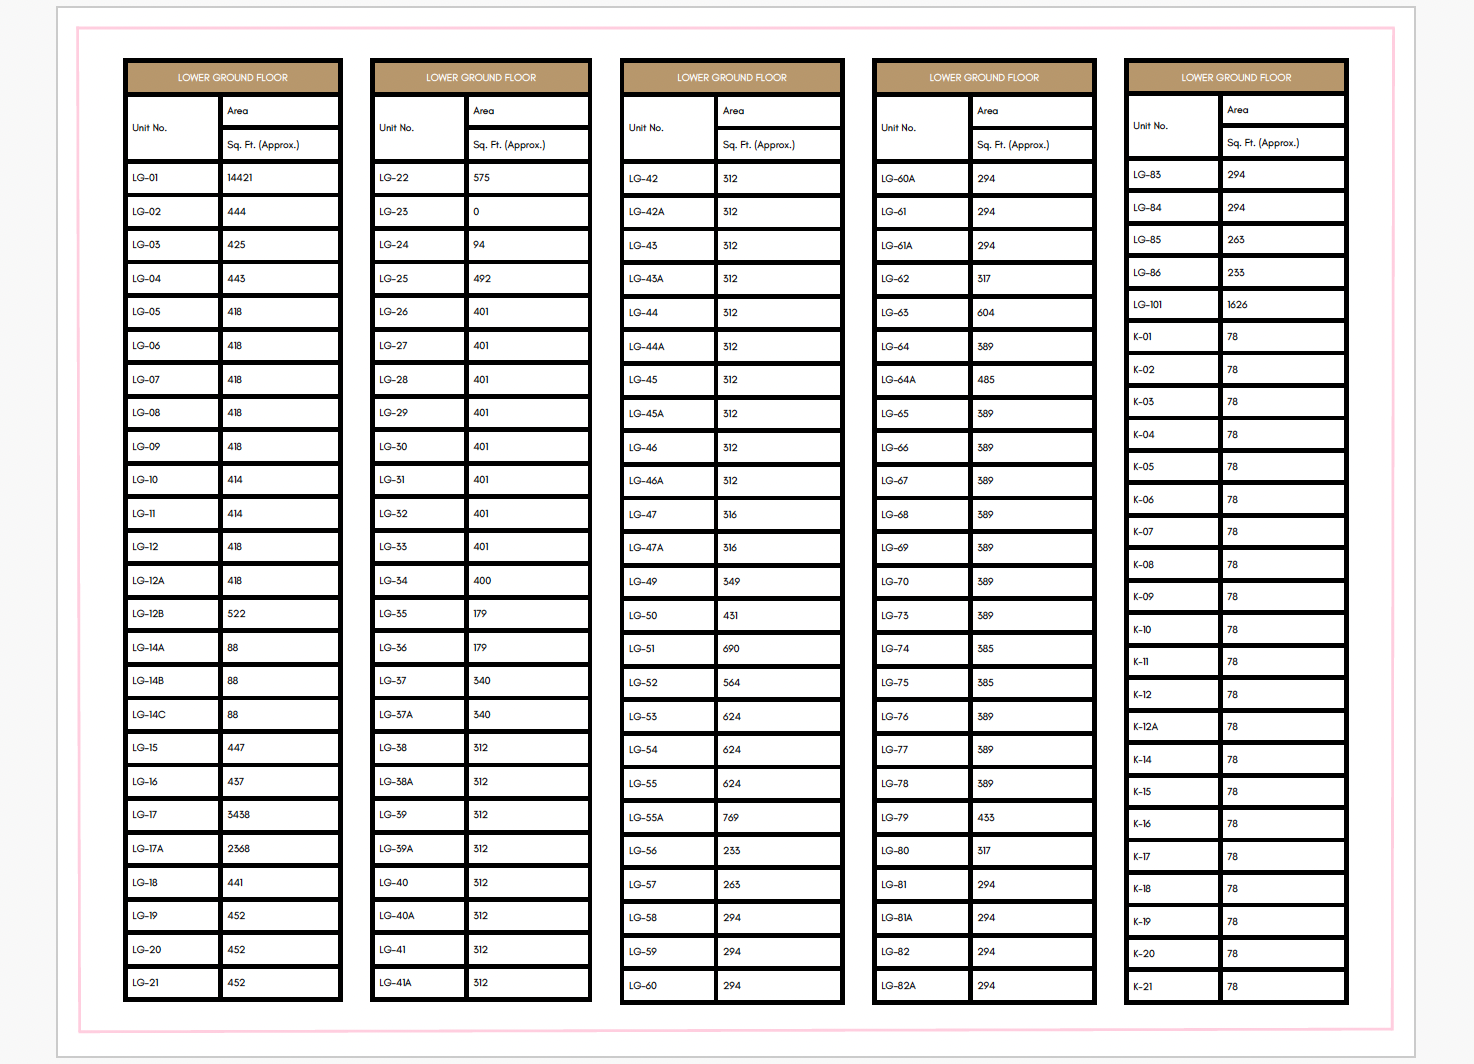 LOWER GROUND FLOOR
Unit No. Area
Sq. Ft. (Approx.)
LG-01 14421
LG-02 444
LG-03 425
LG-04 443
LG-05 418
LG-06 418
LG-07 418
LG-08 418
LG-09 418
LG-10 414
LG-11 414
LG-12 418
LG-12A 418
LG-12B 522
LG-14A 88
LG-14B 88
LG-14C 88
LG-15 447
LG-16 437
LG-17 3438
LG-17A 2368
LG-18 441
LG-19 452
LG-20 452
LG-21 452
LOWER GROUND FLOOR
Unit No. Area
Sq. Ft. (Approx.)
LG-22 575
LG-23 0
LG-24 94
LG-25 492
LG-26 401
LG-27 401
LG-28 401
LG-29 401
LG-30 401
LG-31 401
LG-32 401
LG-33 401
LG-34 400
LG-35 179
LG-36 179
LG-37 340
LG-37A 340
LG-38 312
LG-38A 312
LG-39 312
LG-39A 312
LG-40 312
LG-40A 312
LG-41 312
LG-41A 312
LOWER GROUND FLOOR
Unit No. Area
Sq. Ft. (Approx.)
LG-42 312
LG-42A 312
LG-43 312
LG-43A 312
LG-44 312
LG-44A 312
LG-45 312
LG-45A 312
LG-46 312
LG-46A 312
LG-47 316
LG-47A 316
LG-49 349
LG-50 431
LG-51 690
LG-52 564
LG-53 624
LG-54 624
LG-55 624
LG-55A 769
LG-56 233
LG-57 263
LG-58 294
LG-59 294
LG-60 294
LOWER GROUND FLOOR
Unit No. Area
Sq. Ft. (Approx.)
LG-60A 294
LG-61 294
LG-61A 294
LG-62 317
LG-63 604
LG-64 389
LG-64A 485
LG-65 389
LG-66 389
LG-67 389
LG-68 389
LG-69 389
LG-70 389
LG-73 389
LG-74 385
LG-75 385
LG-76 389
LG-77 389
LG-78 389
LG-79 433
LG-80 317
LG-81 294
LG-81A 294
LG-82 294
LG-82A 294
LOWER GROUND FLOOR
Unit No. Area
Sq. Ft. (Approx.)
LG-83 294
LG-84 294
LG-85 263
LG-86 233
LG-101 1626
K-01 78
K-02 78
K-03 78
K-04 78
K-05 78
K-06 78
K-07 78
K-08 78
K-09 78
K-10 78
K-11 78
K-12 78
K-12A 78
K-14 78
K-15 78
K-16 78
K-17 78
K-18 78
K-19 78
K-20 78
K-21 78